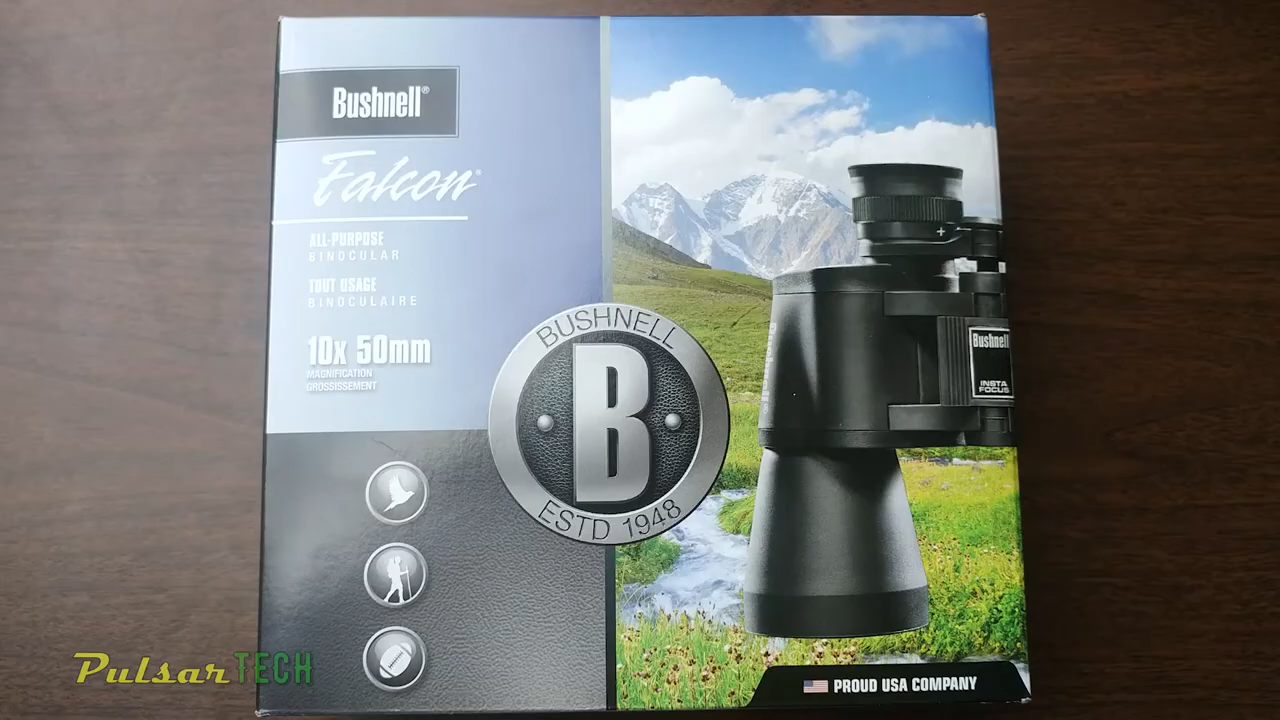 Bushnell®
Falcon®
ALL-PURPOSE
BINOCULAR
TOUT USAGE
BINOCULAIRE
10x 50mm
MAGNIFICATION
GROSSISSEMENT
BUSHNELL
B
ESTD 1948
Bushnell
INSTA
FOCUS
PROUD USA COMPANY
PulsarTECH